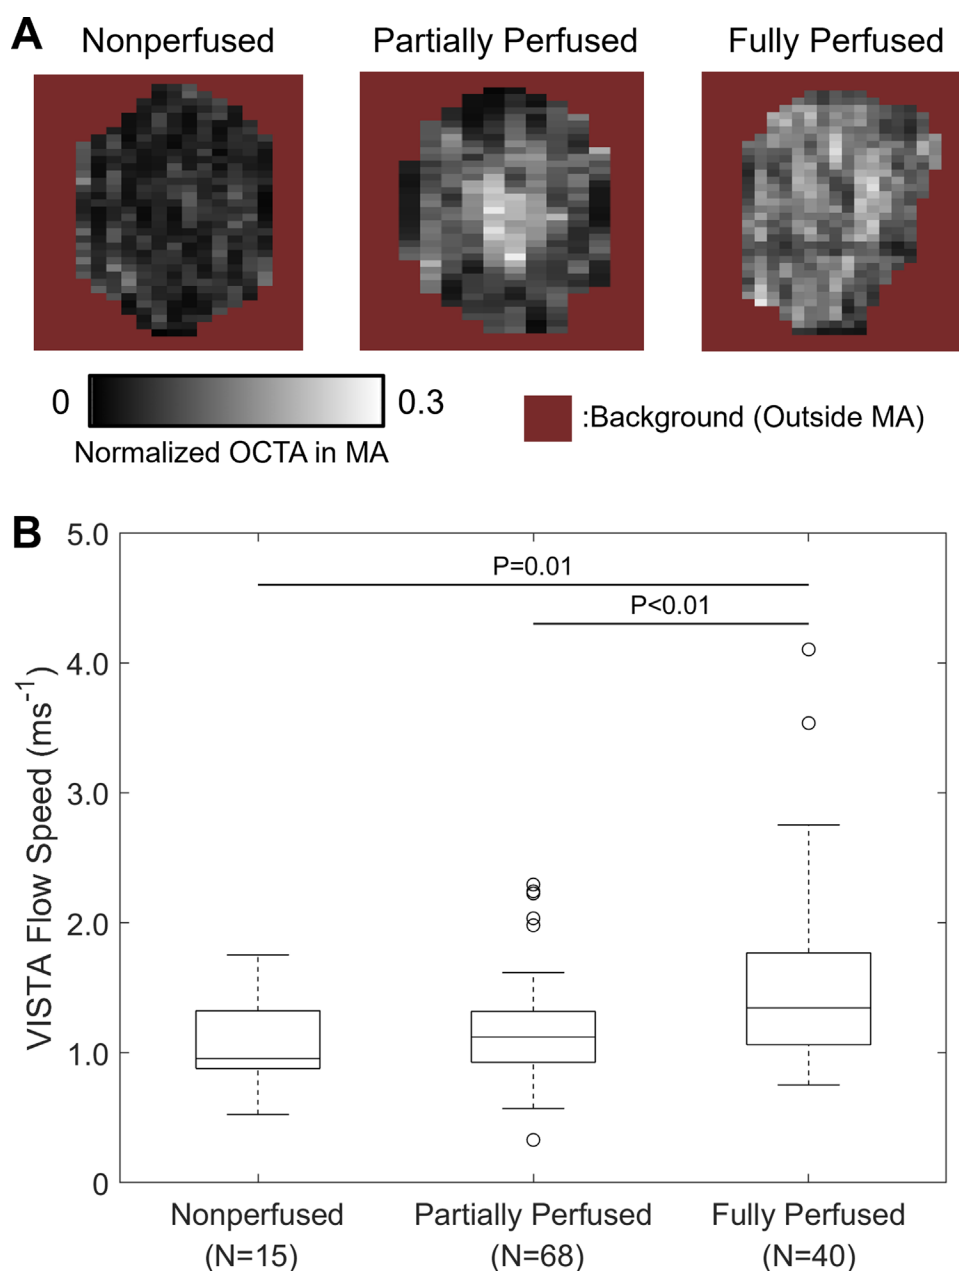 A
Nonperfused
Partially Perfused
Fully Perfused
0
0.3
Normalized OCTA in MA
:Background (Outside MA)
B
5.0
4.0
3.0
2.0
1.0
0
VISTA Flow Speed (ms⁻¹)
P=0.01
P<0.01
Nonperfused
(N=15)
Partially Perfused
(N=68)
Fully Perfused
(N=40)